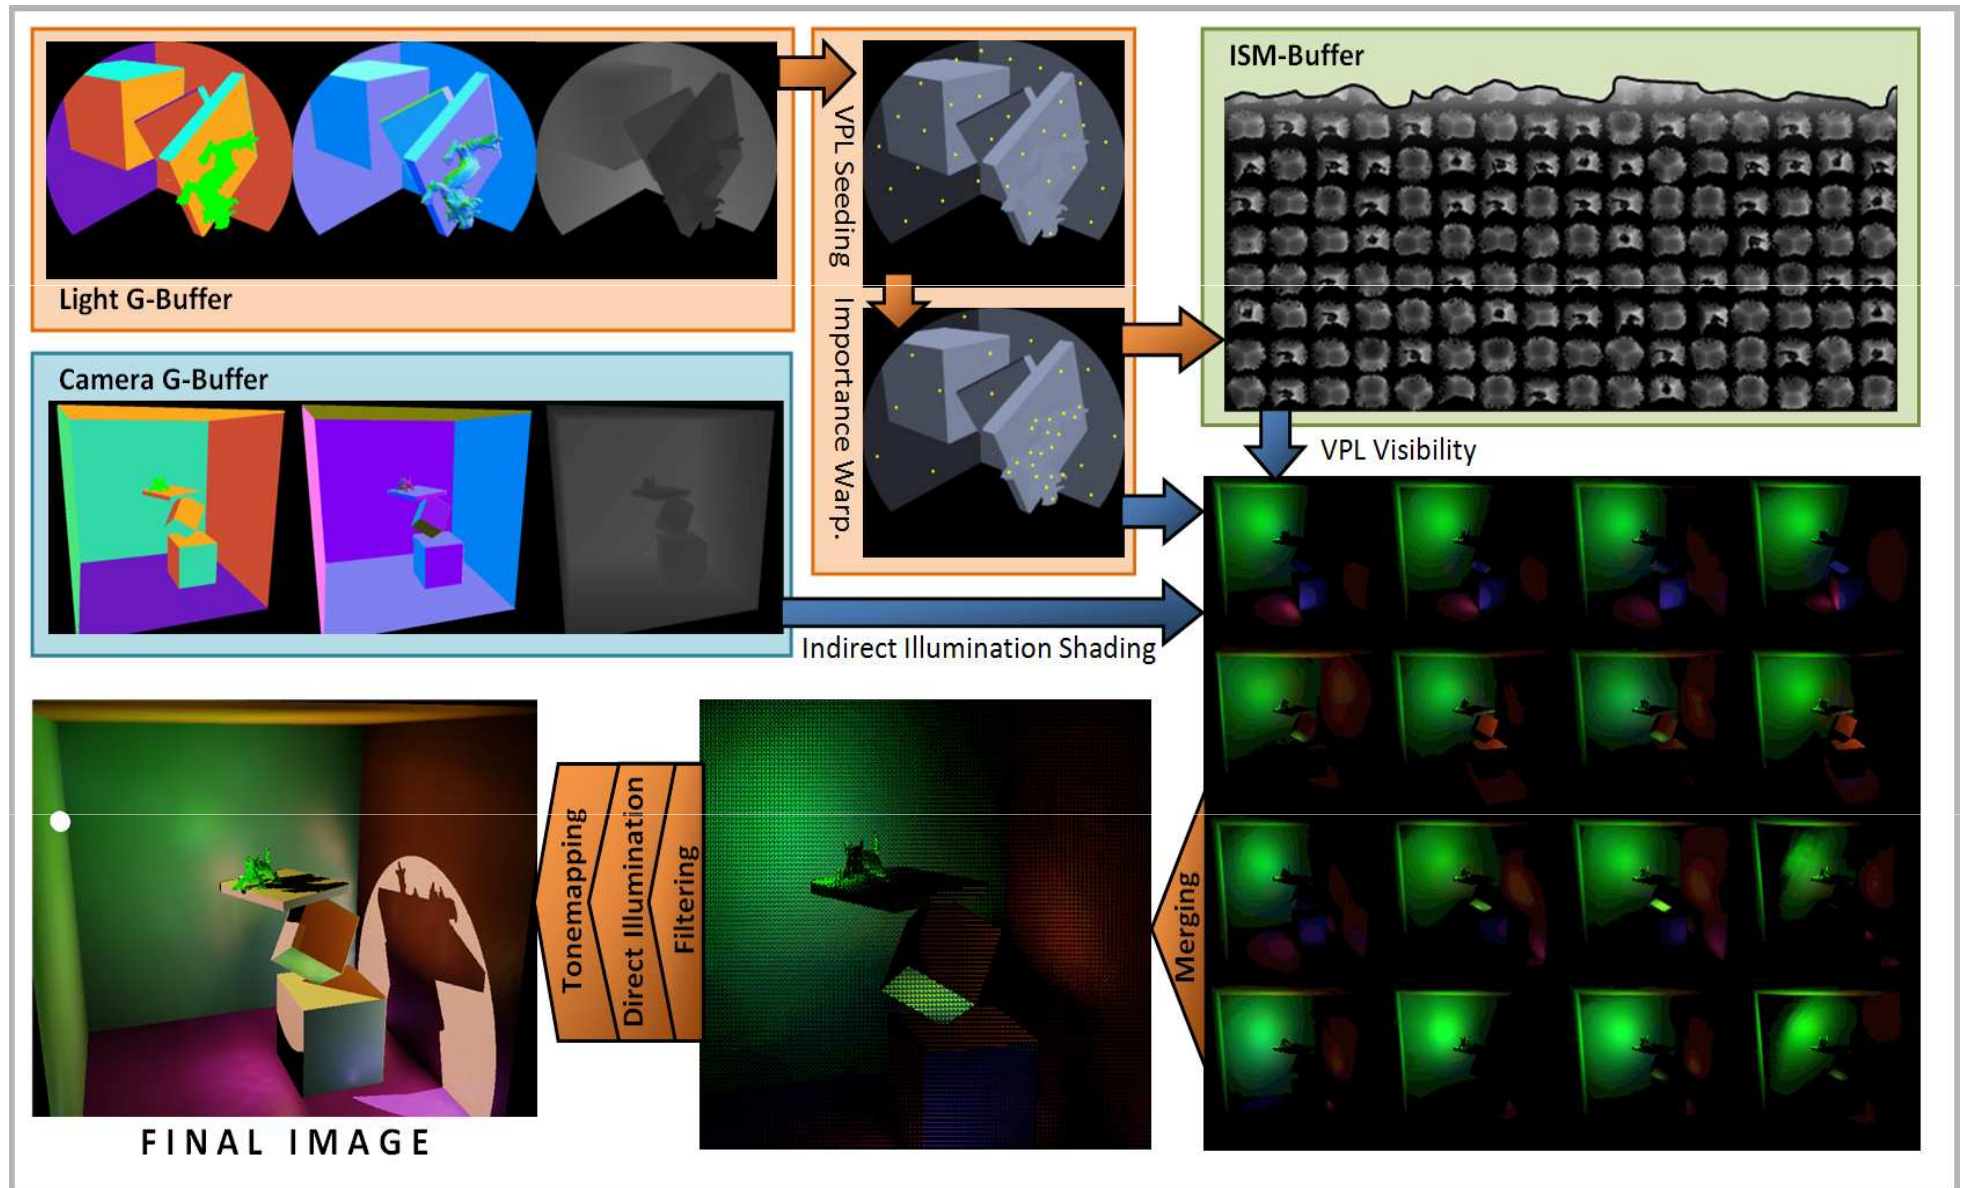 Light G-Buffer
VPL Seeding
Importance Warp.
ISM-Buffer
Camera G-Buffer
VPL Visibility
Indirect Illumination Shading
Merging
Filtering
Direct Illumination
Tonemapping
FINAL IMAGE